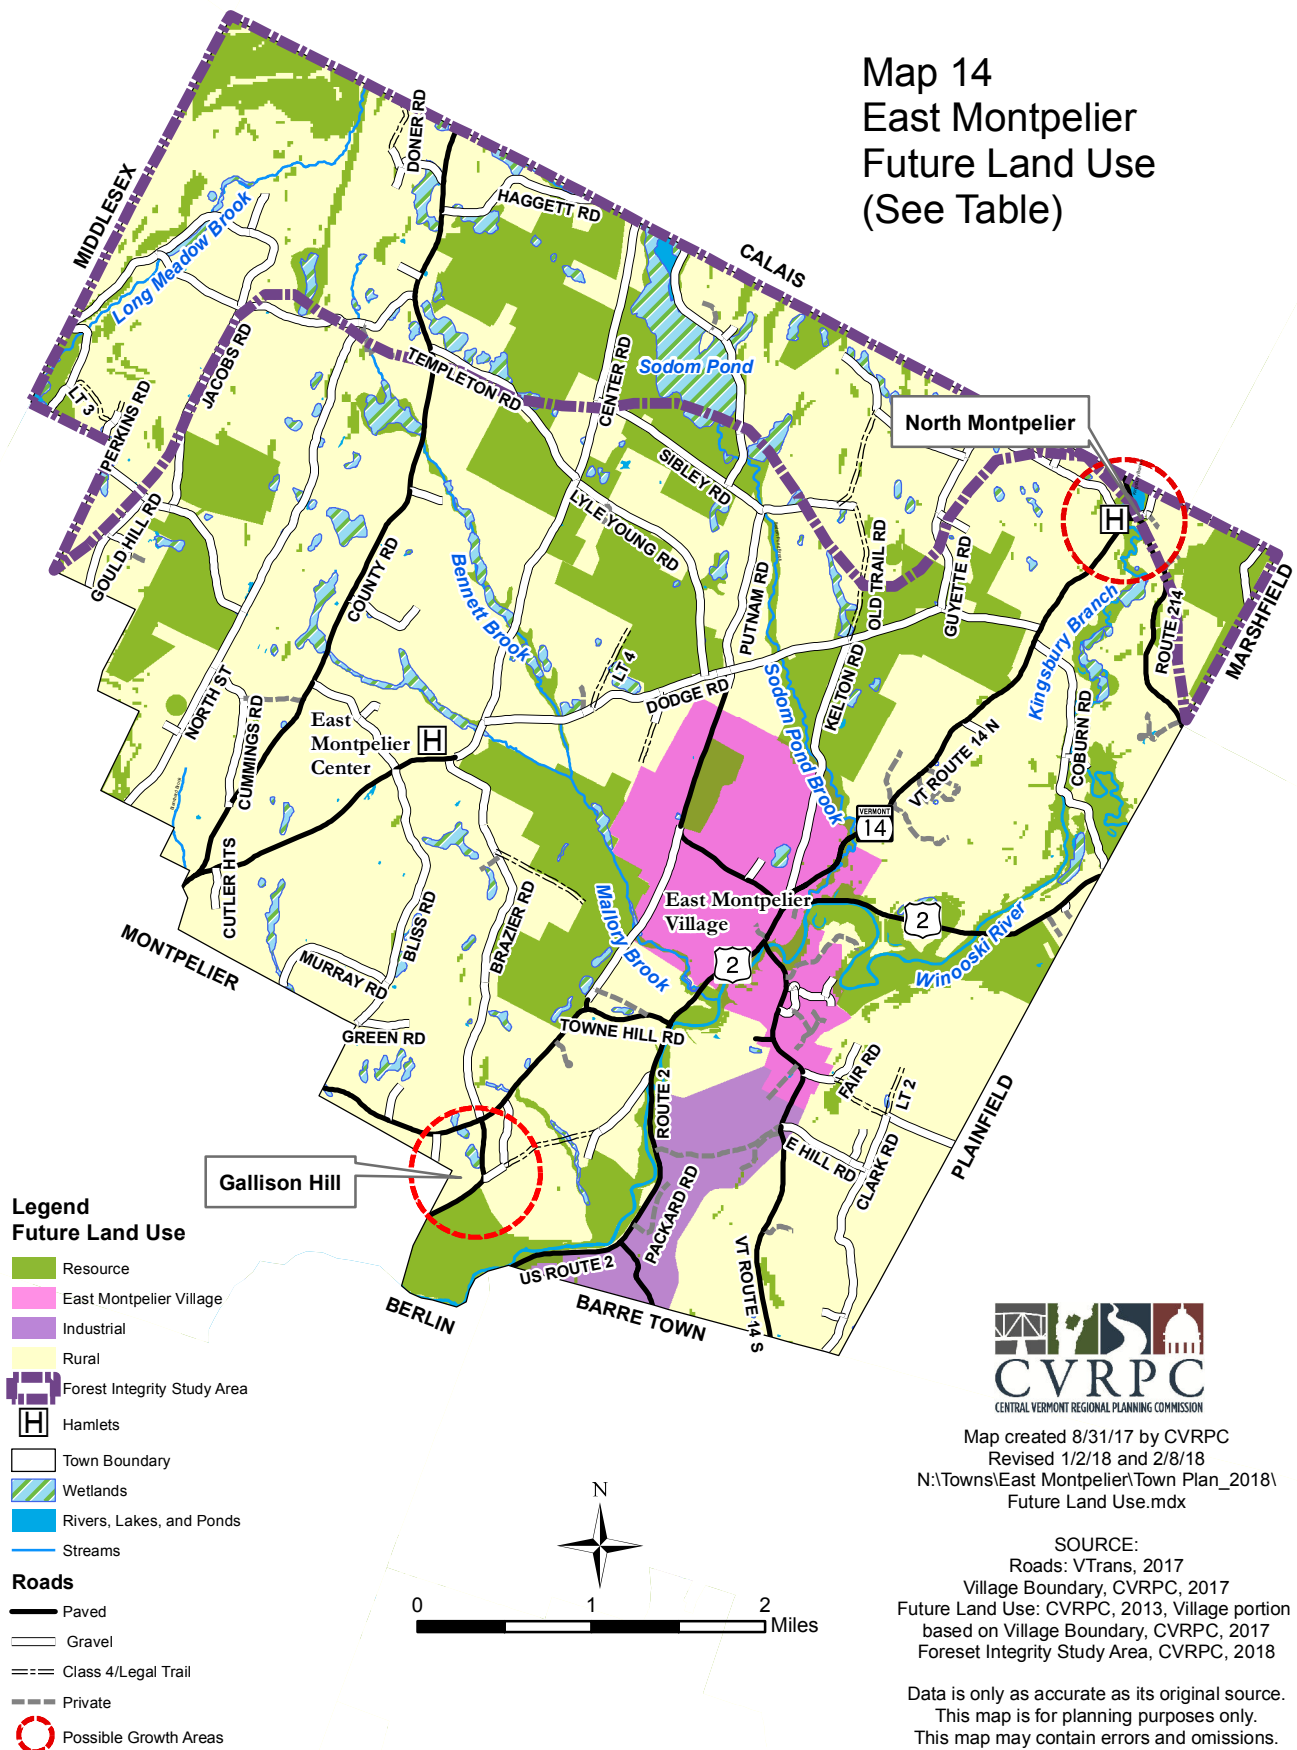 Map 14
East Montpelier
Future Land Use
(See Table)
MIDDLESEX
DONER RD
HAGGETT RD
CALAIS
Long Meadow Brook
JACOBS RD
LT 3
PERKINS RD
TEMPLETON RD
CENTER RD
Sodom Pond
North Montpelier
H
SIBLEY RD
LYLE YOUNG RD
GOULD HILL RD
COUNTY RD
Bennett Brook
PUTNAM RD
OLD TRAIL RD
GUYETTE RD
Kingsbury Branch
ROUTE 214
MARSHFIELD
NORTH ST
CUMMINGS RD
East
Montpelier
Center
H
LT 4
DODGE RD
Sodom Pond Brook
KELTON RD
VT ROUTE 14 N
COBURN RD
VERMONT
14
CUTLER HTS
BLISS RD
BRAZIER RD
Mallory Brook
East Montpelier
Village
2
2
Winooski River
MONTPELIER
MURRAY RD
GREEN RD
TOWNE HILL RD
ROUTE 2
FAIR RD
LT 2
PLAINFIELD
E HILL RD
CLARK RD
Gallison Hill
PACKARD RD
US ROUTE 2
VT ROUTE 14 S
BERLIN
BARRE TOWN
Legend
Future Land Use
Resource
East Montpelier Village
Industrial
Rural
Forest Integrity Study Area
H Hamlets
Town Boundary
Wetlands
Rivers, Lakes, and Ponds
Streams
Roads
Paved
Gravel
Class 4/Legal Trail
Private
Possible Growth Areas
N
0 1 2
Miles
CVRPC
CENTRAL VERMONT REGIONAL PLANNING COMMISSION
Map created 8/31/17 by CVRPC
Revised 1/2/18 and 2/8/18
N:\Towns\East Montpelier\Town Plan_2018\
Future Land Use.mdx
SOURCE:
Roads: VTrans, 2017
Village Boundary, CVRPC, 2017
Future Land Use: CVRPC, 2013, Village portion
based on Village Boundary, CVRPC, 2017
Foreset Integrity Study Area, CVRPC, 2018
Data is only as accurate as its original source.
This map is for planning purposes only.
This map may contain errors and omissions.